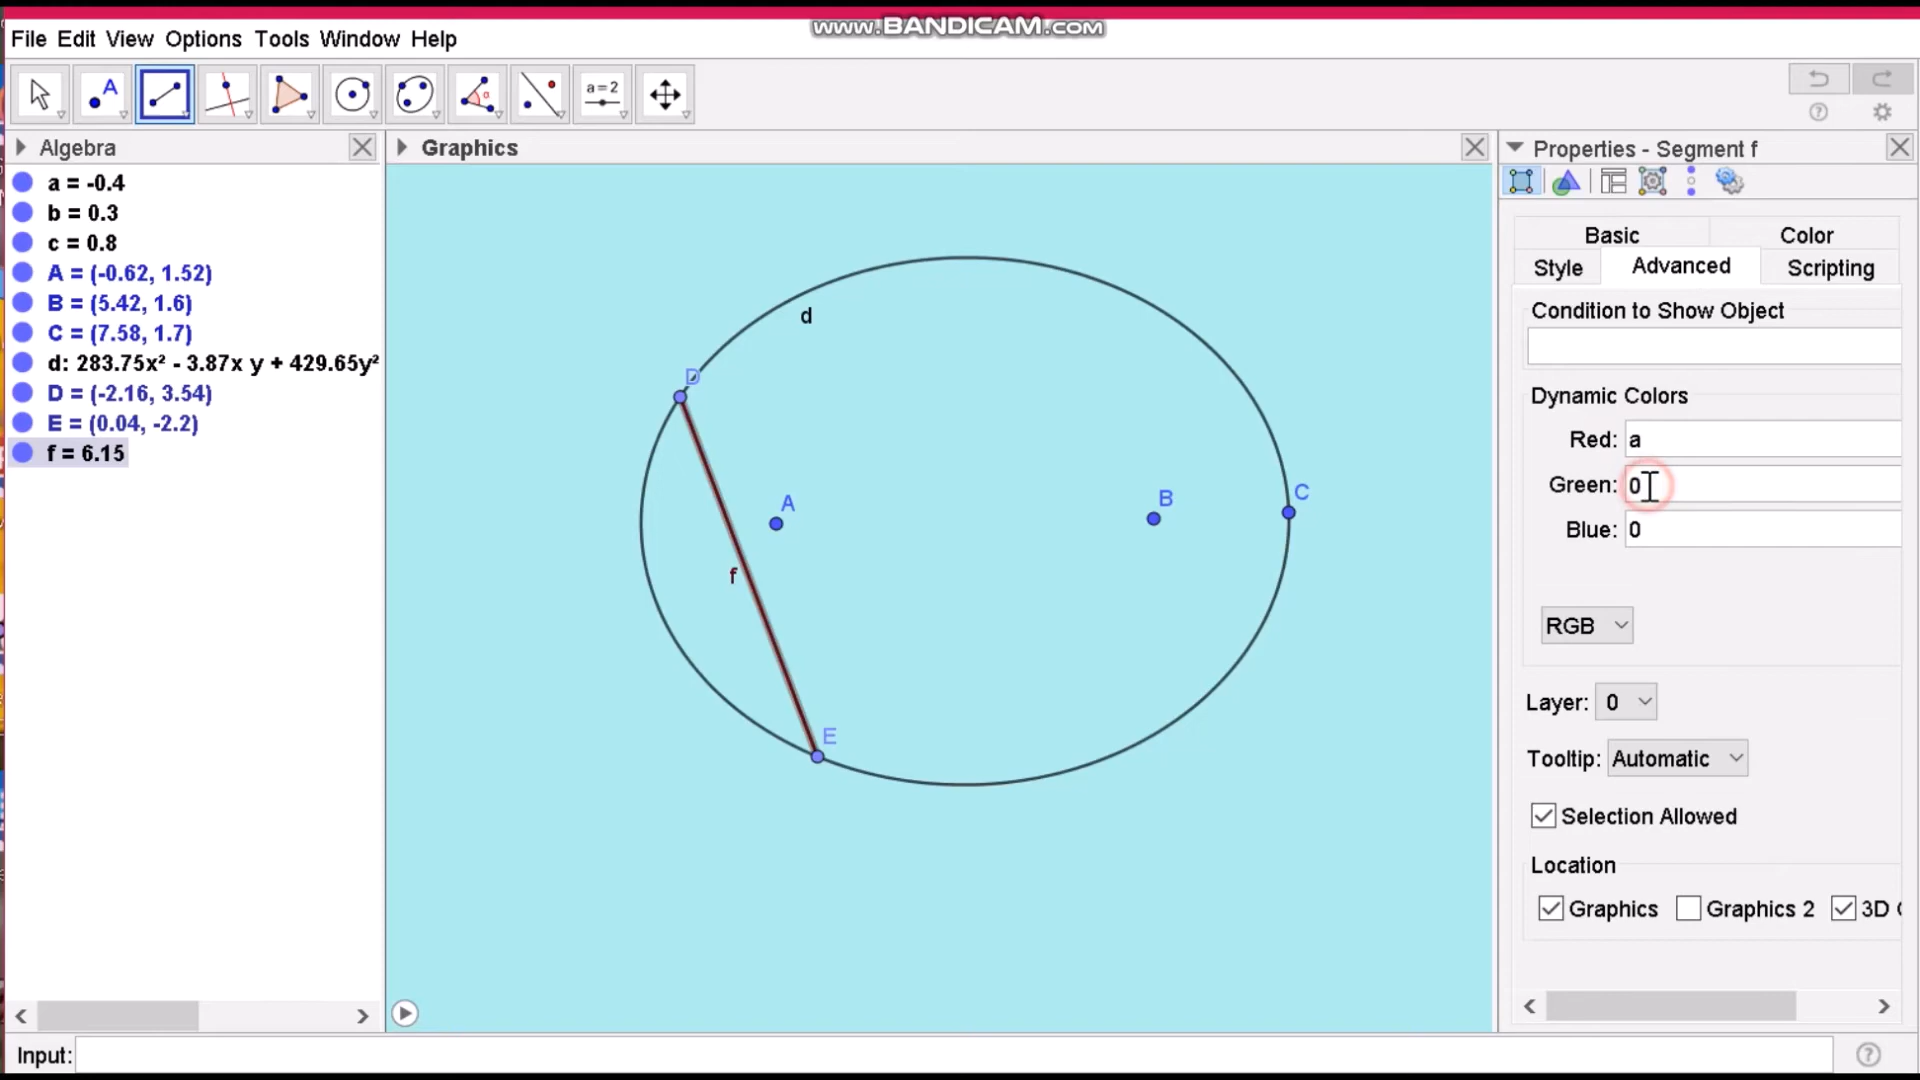 www.BANDICAM.com
File Edit View Options Tools Window Help
A
α
a = 2
Algebra
Graphics
Properties - Segment f
a = -0.4
b = 0.3
c = 0.8
A = (-0.62, 1.52)
B = (5.42, 1.6)
C = (7.58, 1.7)
d: 283.75x² - 3.87x y + 429.65y²
D = (-2.16, 3.54)
E = (0.04, -2.2)
f = 6.15
d
D
A
B
C
f
E
Basic Color
Style Advanced Scripting
Condition to Show Object
Dynamic Colors
Red: a
Green: 0
Blue: 0
RGB
Layer: 0
Tooltip: Automatic
Selection Allowed
Location
Graphics Graphics 2 3D
Input: